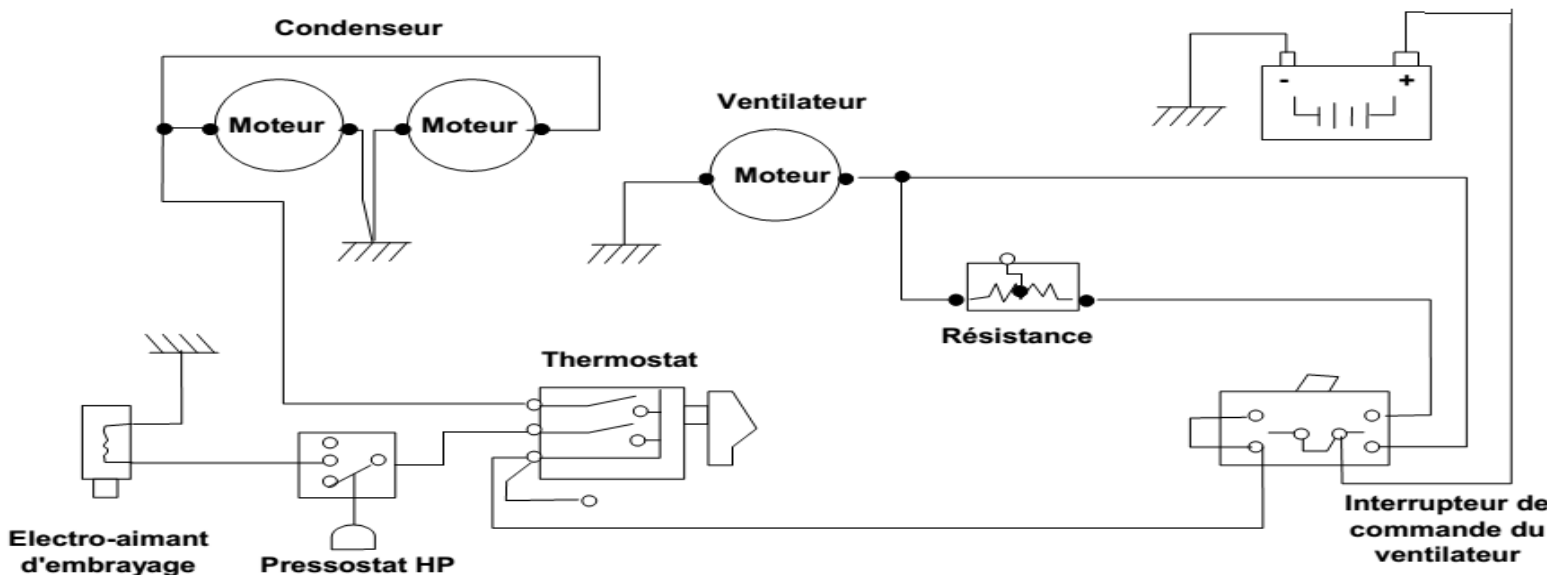 Condenseur
Moteur
Moteur
Ventilateur
Moteur
- +
Résistance
Thermostat
Electro-aimant
d'embrayage
Pressostat HP
Interrupteur de
commande du
ventilateur